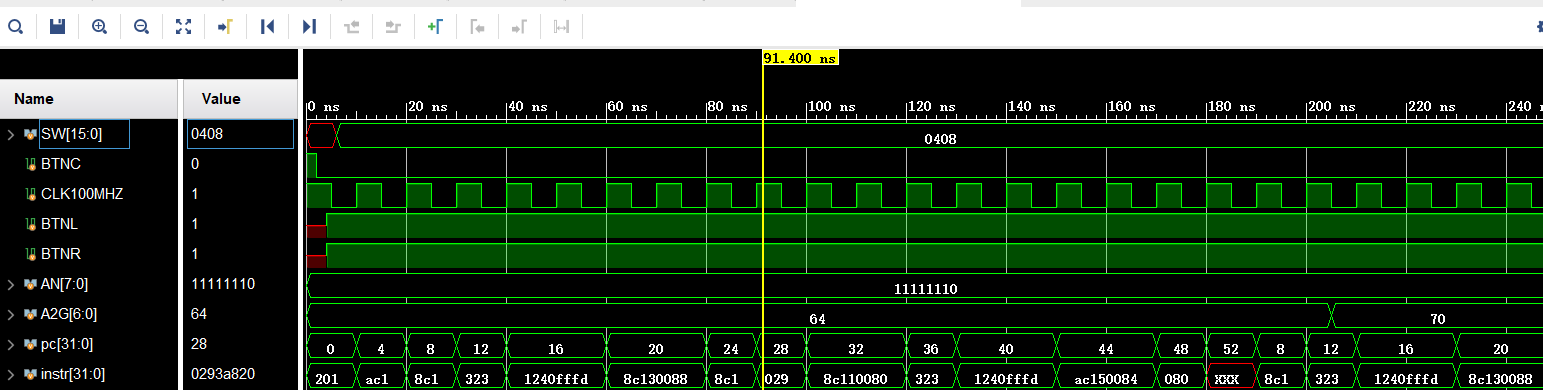 91.400 ns
Name Value
0 ns 20 ns 40 ns 60 ns 80 ns 100 ns 120 ns 140 ns 160 ns 180 ns 200 ns 220 ns 240
SW[15:0] 0408 0408
BTNC 0
CLK100MHZ 1
BTNL 1
BTNR 1
AN[7:0] 11111110 11111110
A2G[6:0] 64 64 70
pc[31:0] 28 0 4 8 12 16 20 24 28 32 36 40 44 48 52 8 12 16 20
instr[31:0] 0293a820 201 ac1 8c1 323 1240fffd 8c130088 8c1 029 8c110080 323 1240fffd ac150084 080 XXX 8c1 323 1240fffd 8c130088